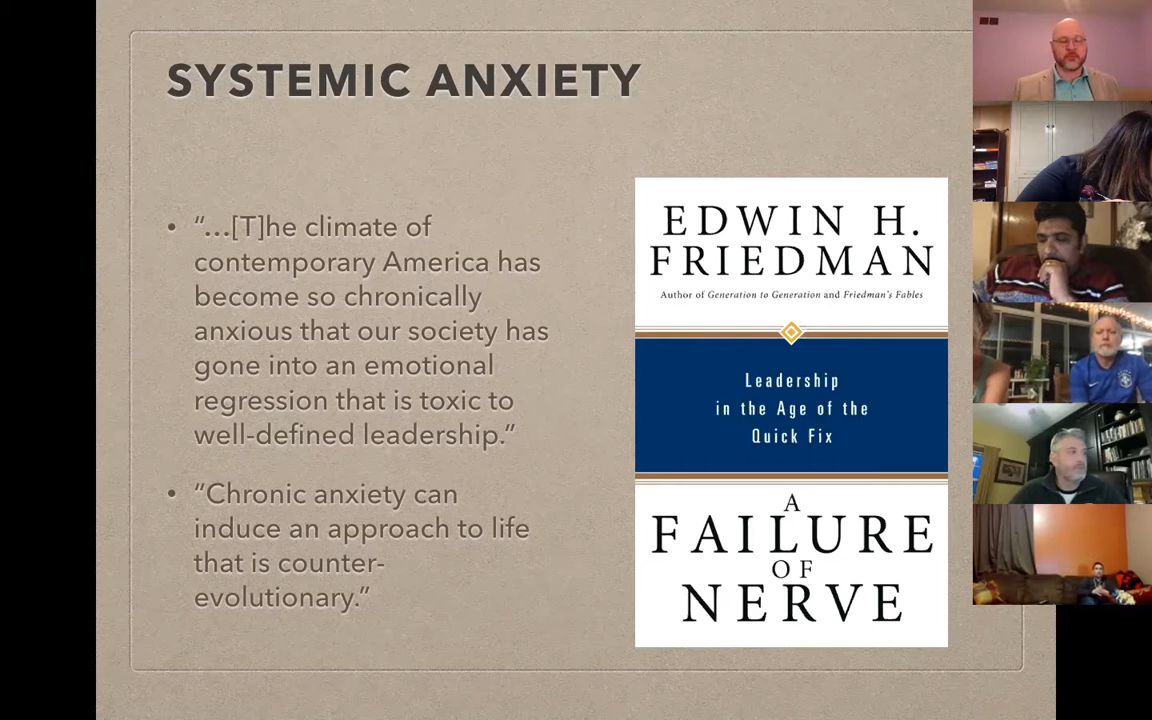 SYSTEMIC ANXIETY
• “...[T]he climate of
contemporary America has
become so chronically
anxious that our society has
gone into an emotional
regression that is toxic to
well-defined leadership.”
• “Chronic anxiety can
induce an approach to life
that is counter-
evolutionary.”
EDWIN H.
FRIEDMAN
Author of Generation to Generation and Friedman’s Fables
Leadership
in the Age of the
Quick Fix
A
FAILURE
OF
NERVE